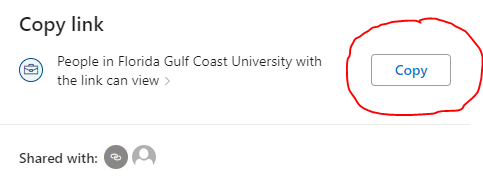 Copy link
People in Florida Gulf Coast University with
the link can view >
Copy
Shared with: